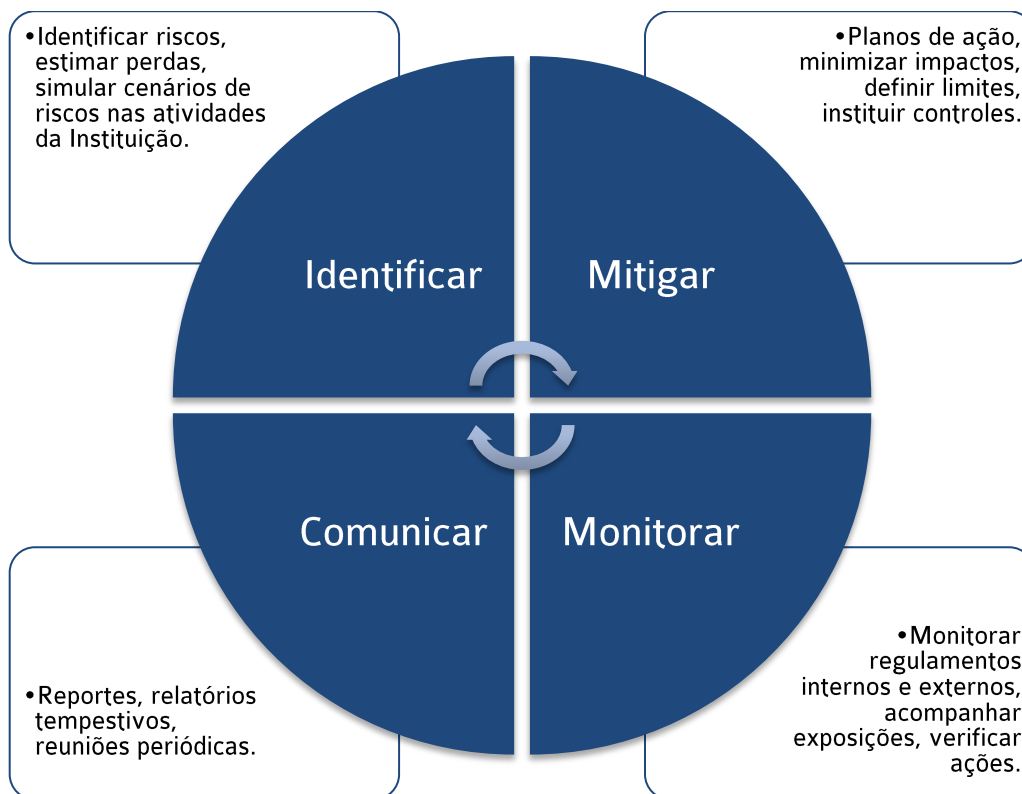 •Identificar riscos,
estimar perdas,
simular cenários de
riscos nas atividades
da Instituição.
•Planos de ação,
minimizar impactos,
definir limites,
instituir controles.
Identificar
Mitigar
Comunicar
Monitorar
•Reportes, relatórios
tempestivos,
reuniões periódicas.
•Monitorar
regulamentos
internos e externos,
acompanhar
exposições, verificar
ações.